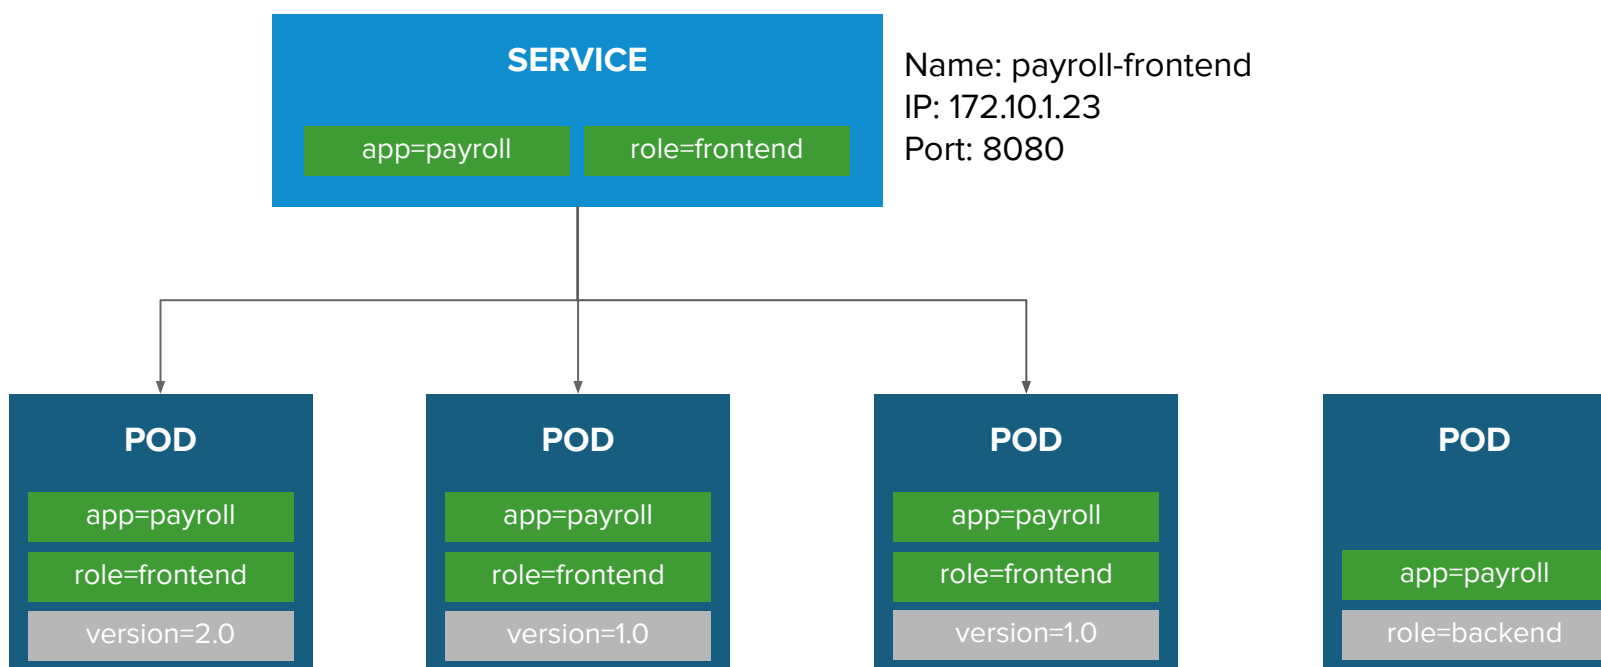 SERVICE
app=payroll
role=frontend
Name: payroll-frontend
IP: 172.10.1.23
Port: 8080
POD
app=payroll
role=frontend
version=2.0
POD
app=payroll
role=frontend
version=1.0
POD
app=payroll
role=frontend
version=1.0
POD
app=payroll
role=backend